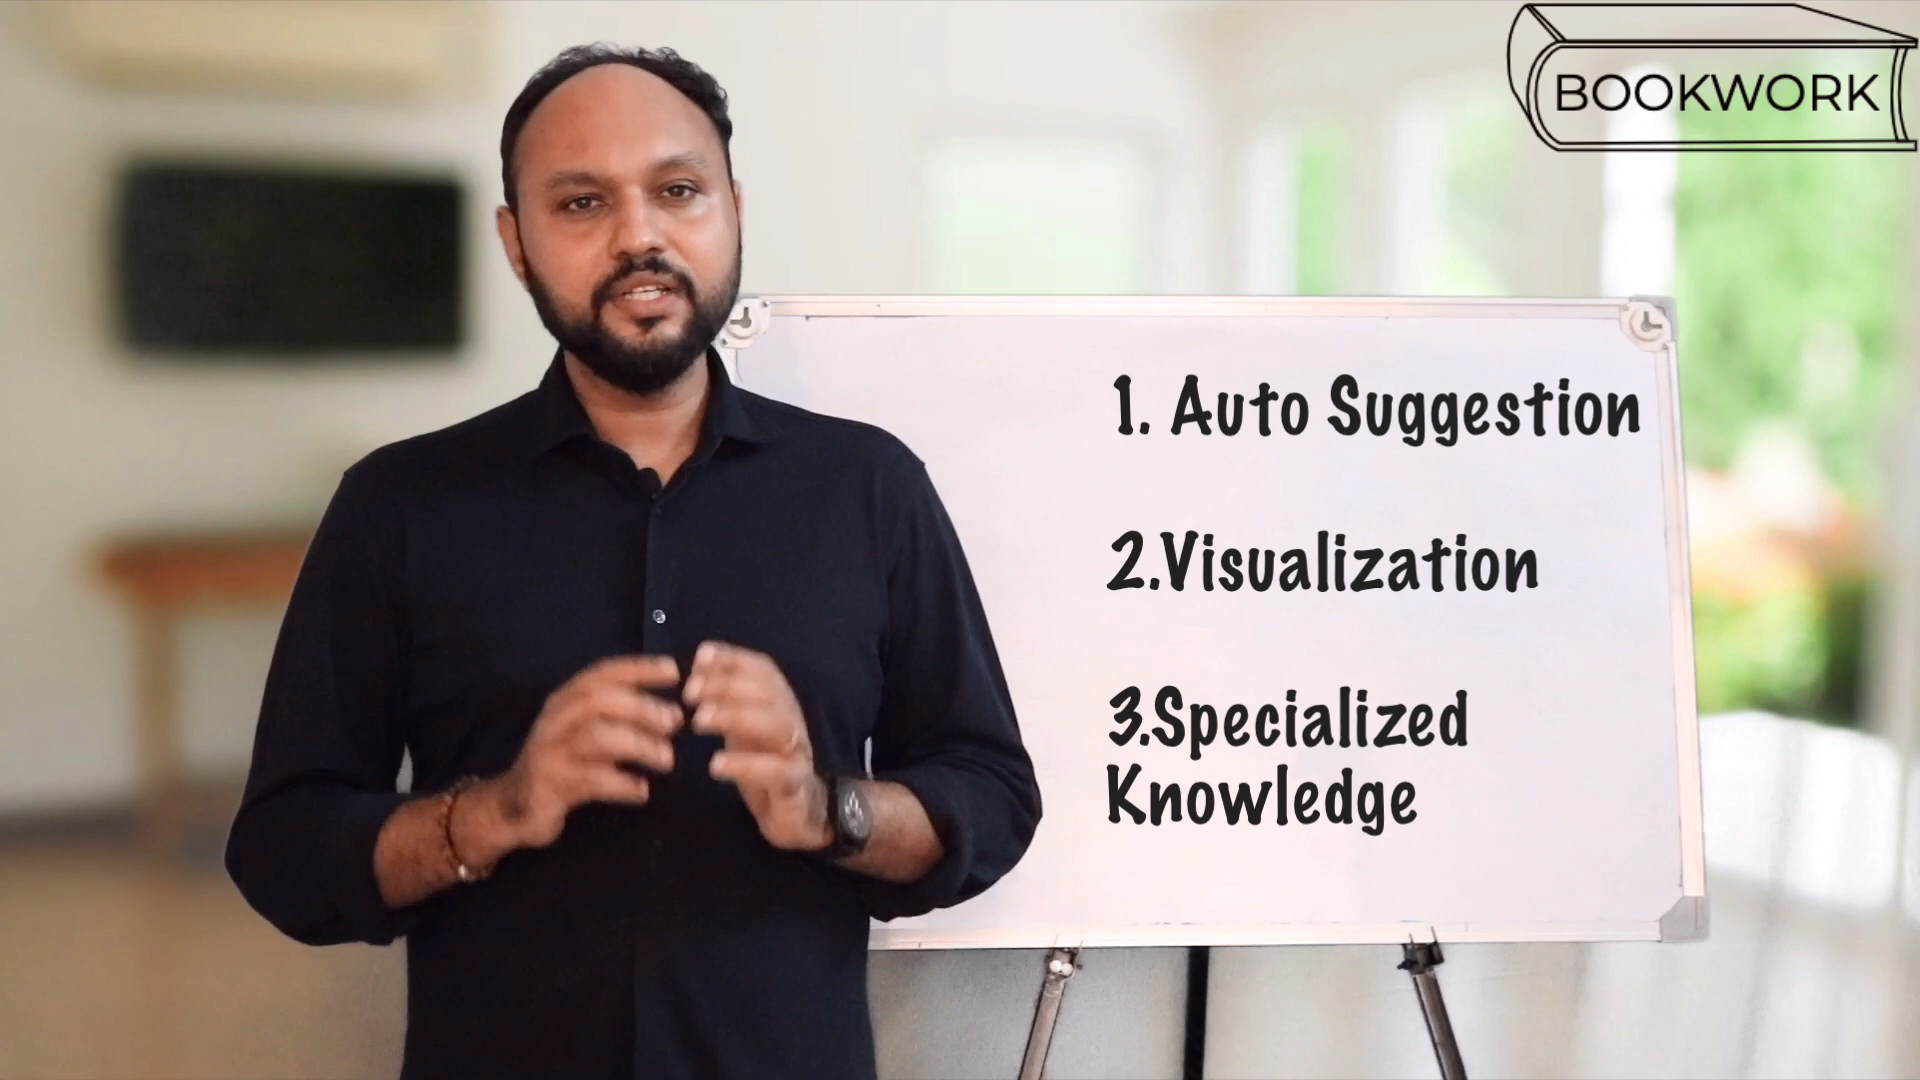 BOOKWORK
1. Auto Suggestion
2.Visualization
3.Specialized
Knowledge